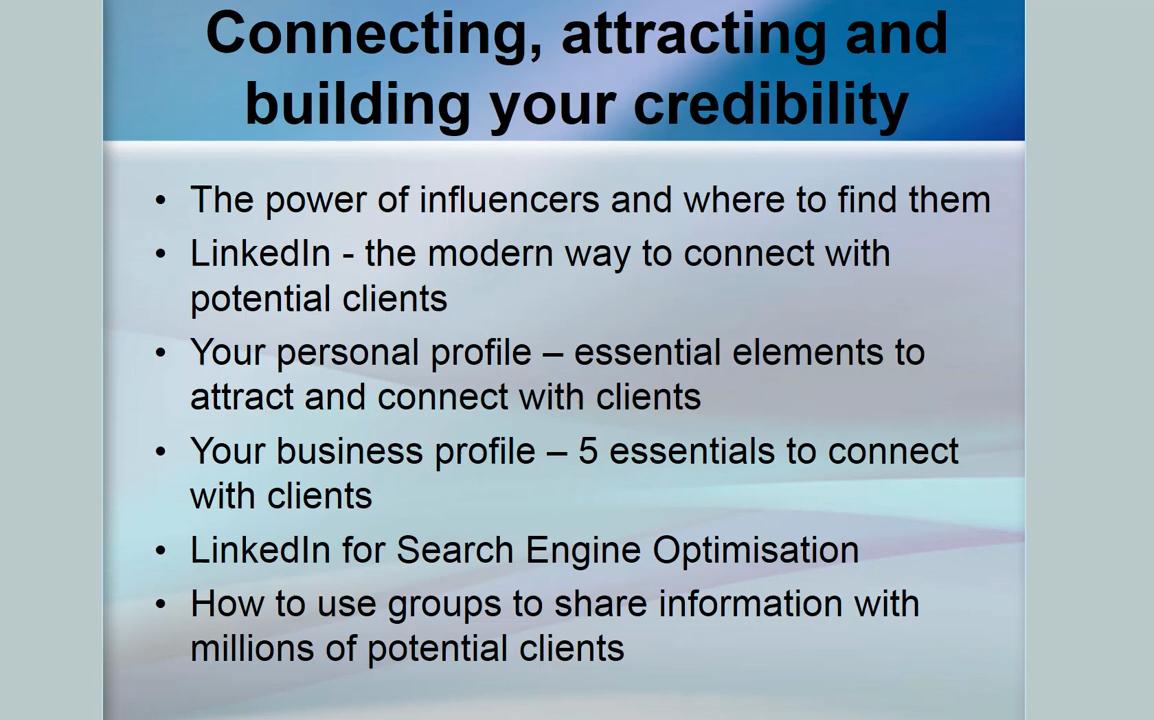 Connecting, attracting and
building your credibility
• The power of influencers and where to find them
• LinkedIn - the modern way to connect with
potential clients
• Your personal profile – essential elements to
attract and connect with clients
• Your business profile – 5 essentials to connect
with clients
• LinkedIn for Search Engine Optimisation
• How to use groups to share information with
millions of potential clients